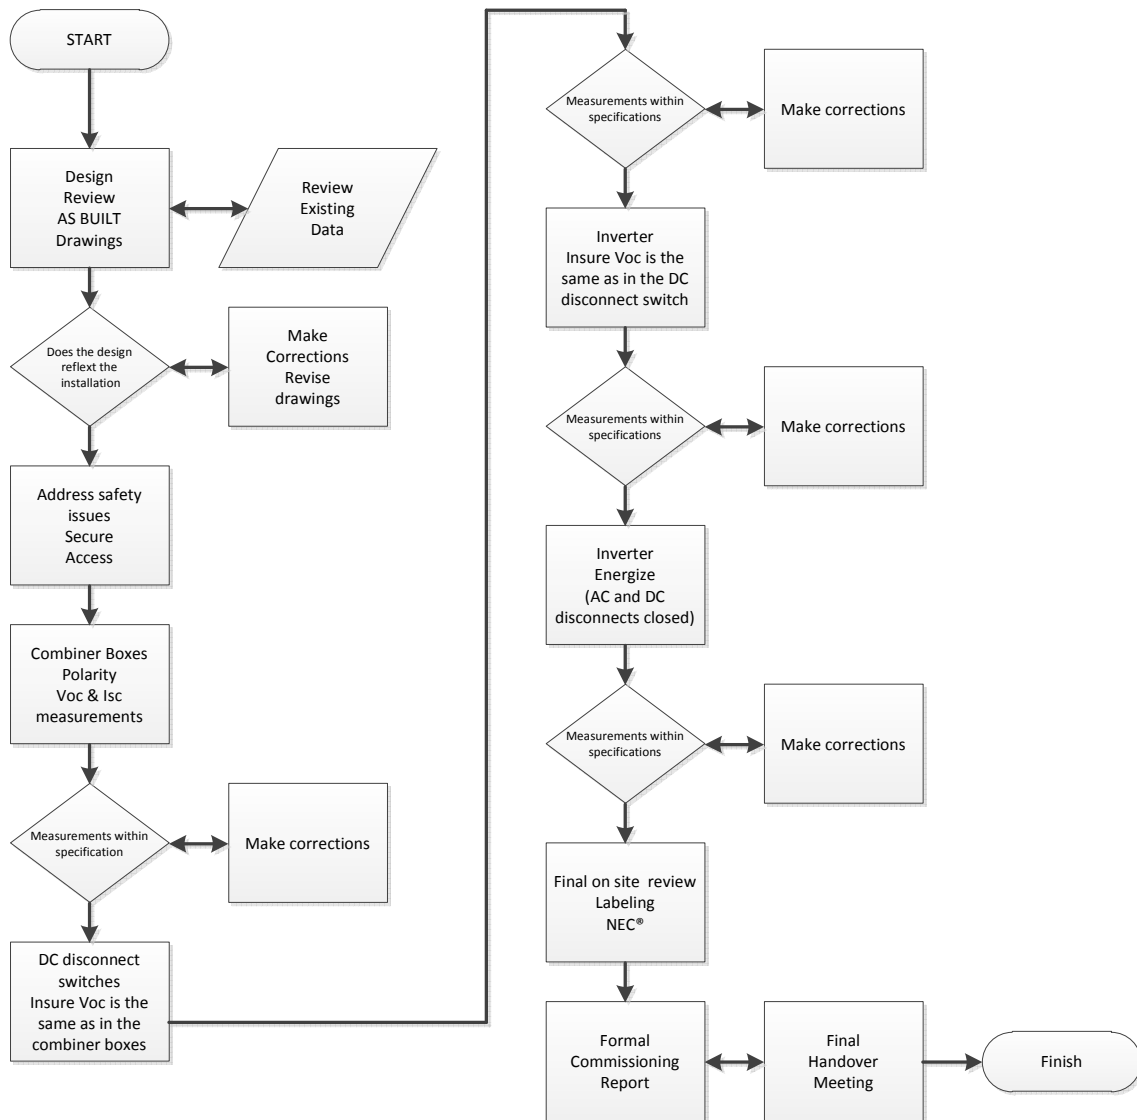 START
Design
Review
AS BUILT
Drawings
Review
Existing
Data
Does the design
reflext the
installation
Make
Corrections
Revise
drawings
Address safety
issues
Secure
Access
Combiner Boxes
Polarity
Voc & Isc
measurements
Measurements within
specification
Make corrections
DC disconnect
switches
Insure Voc is the
same as in the
combiner boxes
Measurements within
specifications
Make corrections
Inverter
Insure Voc is the
same as in the DC
disconnect switch
Measurements within
specifications
Make corrections
Inverter
Energize
(AC and DC
disconnects closed)
Measurements within
specifications
Make corrections
Final on site review
Labeling
NEC®
Formal
Commissioning
Report
Final
Handover
Meeting
Finish